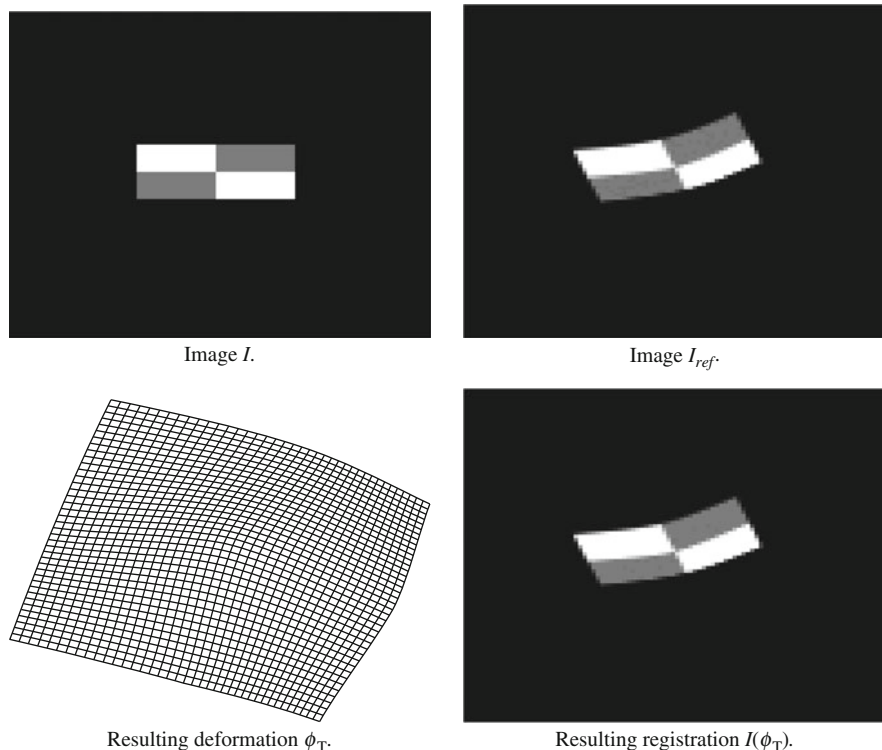 Image I.
Image I_ref.
Resulting deformation ϕ_T.
Resulting registration I(ϕ_T).